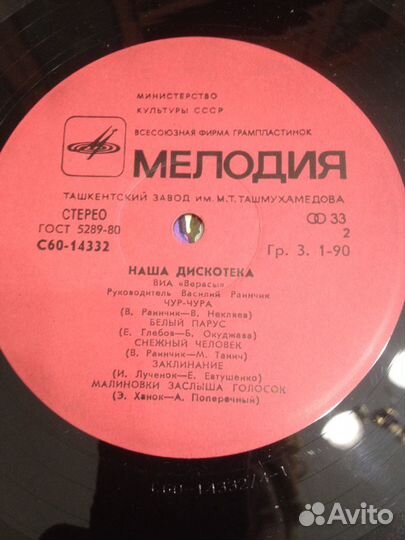 МИНИСТЕРСТВО
КУЛЬТУРЫ СССР
ВСЕСОЮЗНАЯ ФИРМА ГРАМПЛАСТИНОК
МЕЛОДИЯ
ТАШКЕНТСКИЙ ЗАВОД ИМ. М.Т. ТАШМУХАМЕДОВА
СТЕРЕО
ГОСТ 5289-80
С60-14332
33
2
Гр. 3. 1-90
НАША ДИСКОТЕКА
ВИА «Верасы»
Руководитель Василий Раинчик
ЧУР-ЧУРА
(В. Раинчик—В. Некляев)
БЕЛЫЙ ПАРУС
(Е. Глебов—Б. Окуджава)
СНЕЖНЫЙ ЧЕЛОВЕК
(В. Раинчик—М. Танич)
ЗАКЛИНАНИЕ
(И. Лученок—Е. Евтушенко)
МАЛИНОВКИ ЗАСЛЫША ГОЛОСОК
(Э. Ханок—А. Поперечный)
С60-14332/
Avito